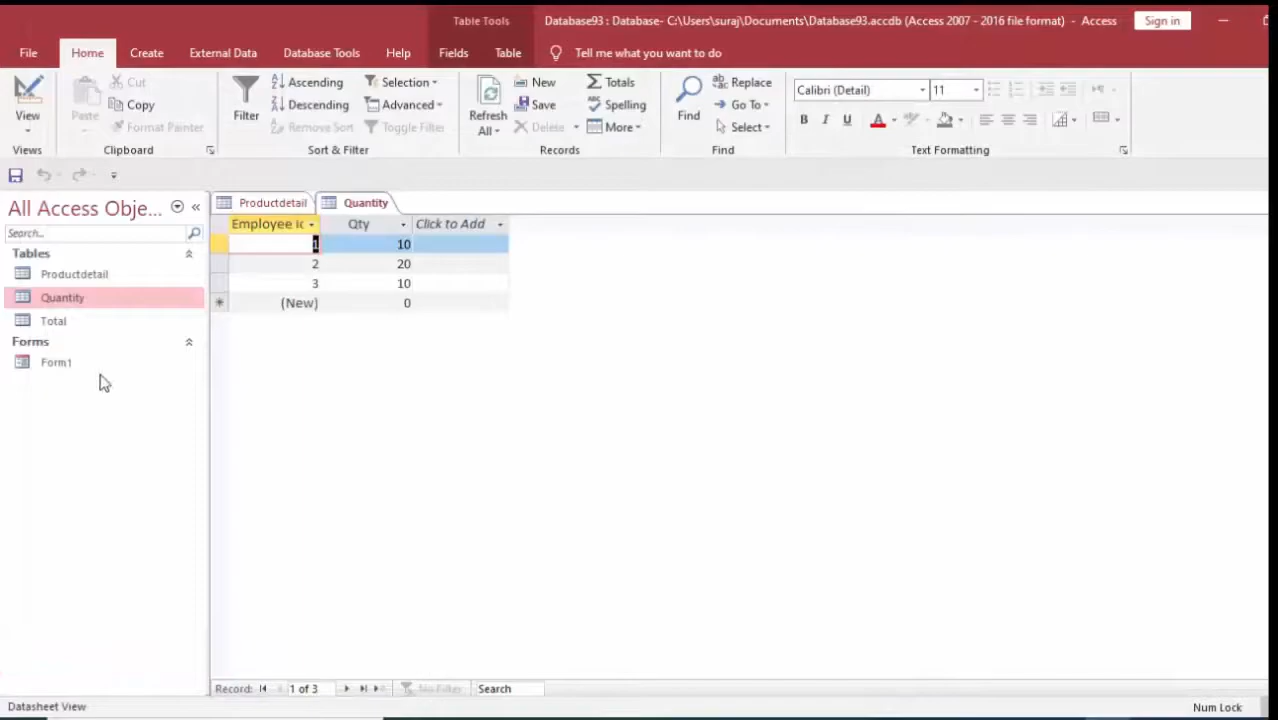 Table Tools
Database93 : Database- C:\Users\suraj\Documents\Database93.accdb (Access 2007 - 2016 file format) - Access
Sign in
File Home Create External Data Database Tools Help Fields Table Tell me what you want to do
View
Views
Paste
Cut
Copy
Format Painter
Clipboard
Filter
Ascending
Descending
Remove Sort
Selection
Advanced
Toggle Filter
Sort & Filter
Refresh
All
New
Save
Delete
Totals
Spelling
More
Records
Find
Replace
Go To
Select
Find
Calibri (Detail) 11
B I U A
Text Formatting
All Access Obje...
Search...
Tables
Productdetail
Quantity
Total
Forms
Form1
Productdetail Quantity
Employee ic Qty Click to Add
1 10
2 20
3 10
(New) 0
Record: 1 of 3 No Filter Search
Datasheet View
Num Lock